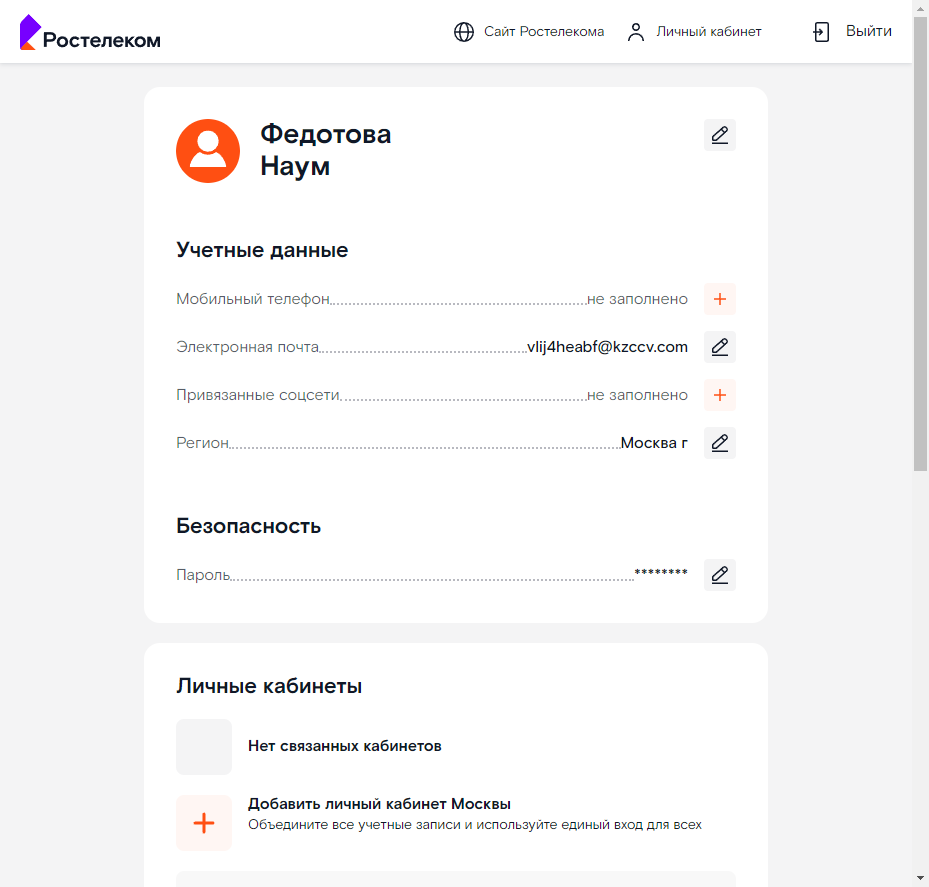 Ростелеком
Сайт Ростелекома
Личный кабинет
Выйти
Федотова
Наум
Учетные данные
Мобильный телефон не заполнено
Электронная почта vlij4heabf@kzccv.com
Привязанные соцсети не заполнено
Регион Москва г
Безопасность
Пароль ********
Личные кабинеты
Нет связанных кабинетов
Добавить личный кабинет Москвы
Объедините все учетные записи и используйте единый вход для всех